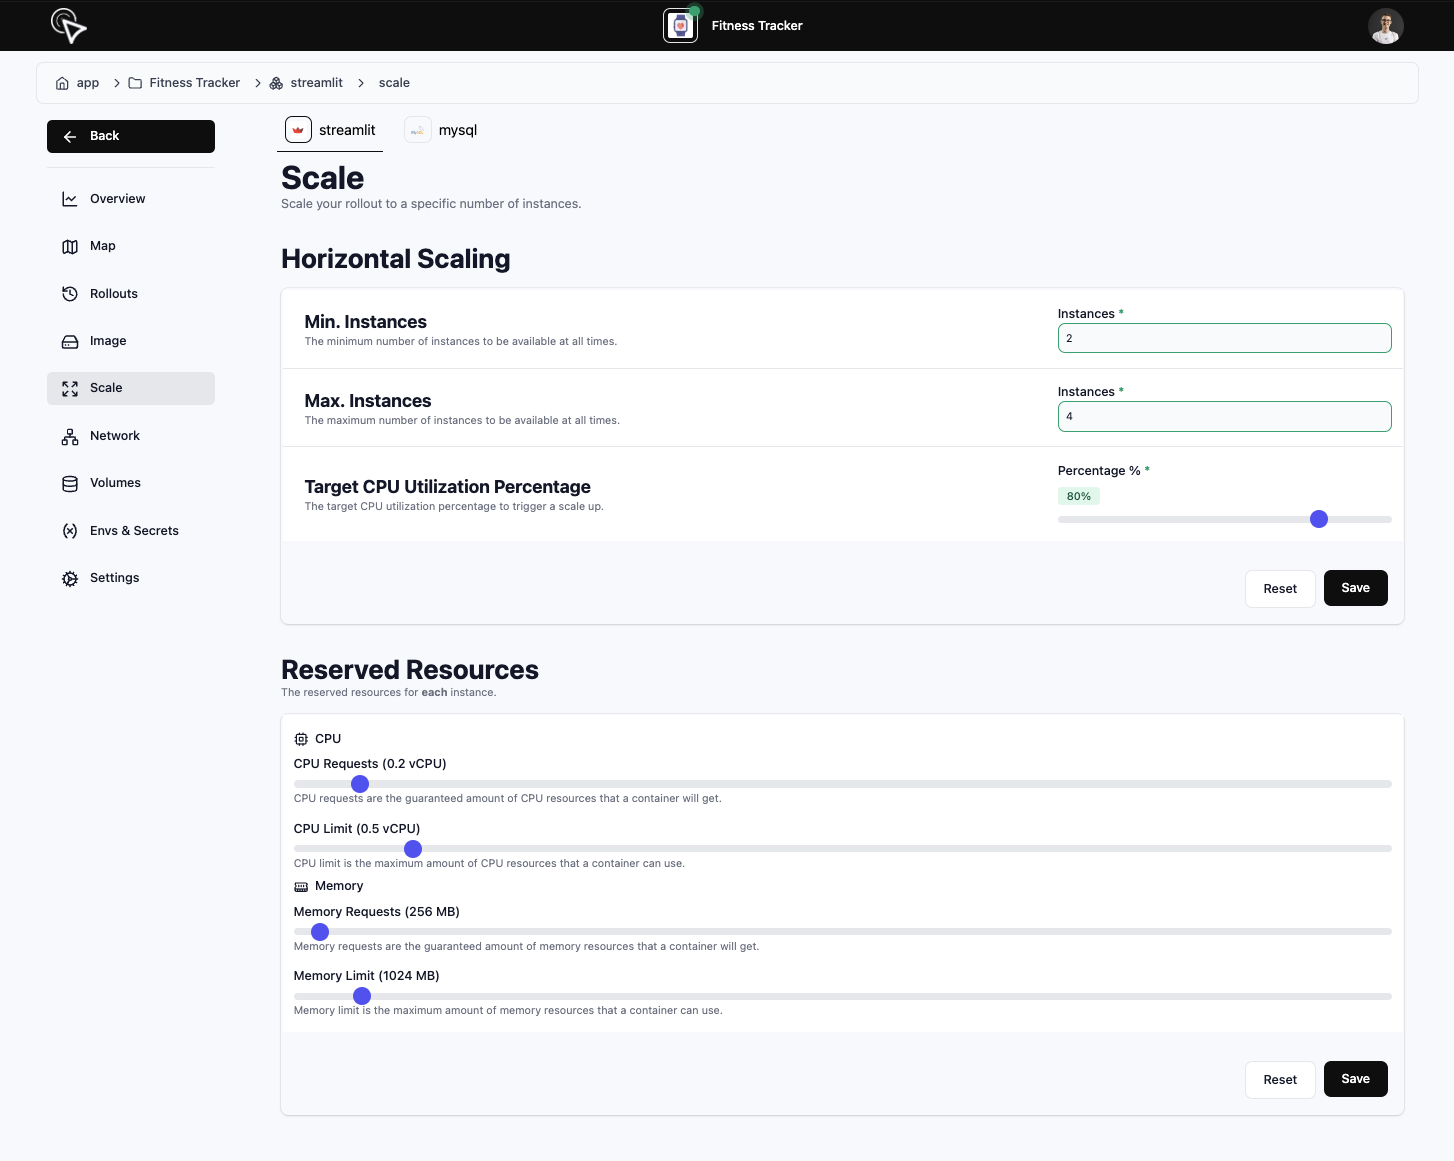 Fitness Tracker
app
Fitness Tracker
streamlit
scale
Back
streamlit
mysql
Overview
Map
Rollouts
Image
Scale
Network
Volumes
Envs & Secrets
Settings
Scale
Scale your rollout to a specific number of instances.
Horizontal Scaling
Min. Instances
The minimum number of instances to be available at all times.
Instances *
2
Max. Instances
The maximum number of instances to be available at all times.
Instances *
4
Target CPU Utilization Percentage
The target CPU utilization percentage to trigger a scale up.
Percentage % *
80%
Reset
Save
Reserved Resources
The reserved resources for each instance.
CPU
CPU Requests (0.2 vCPU)
CPU requests are the guaranteed amount of CPU resources that a container will get.
CPU Limit (0.5 vCPU)
CPU limit is the maximum amount of CPU resources that a container can use.
Memory
Memory Requests (256 MB)
Memory requests are the guaranteed amount of memory resources that a container will get.
Memory Limit (1024 MB)
Memory limit is the maximum amount of memory resources that a container can use.
Reset
Save